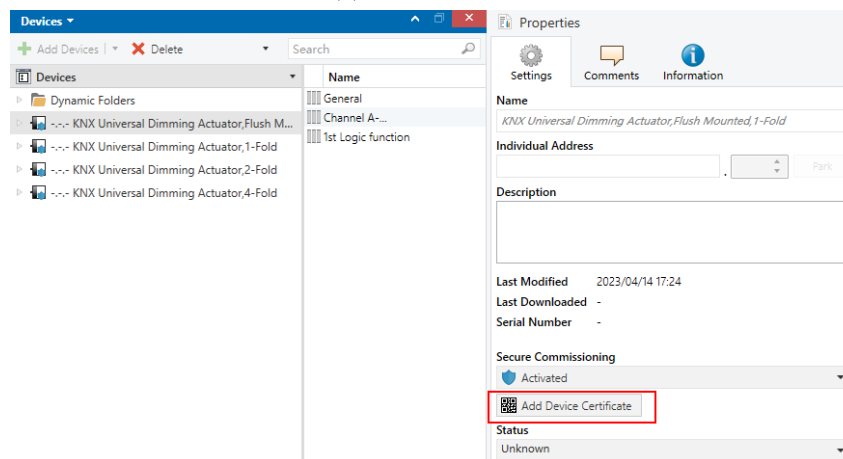 Devices
Add Devices
Delete
Search
Devices
Name
Dynamic Folders
-.-.- KNX Universal Dimming Actuator,Flush M...
-.-.- KNX Universal Dimming Actuator,1-Fold
-.-.- KNX Universal Dimming Actuator,2-Fold
-.-.- KNX Universal Dimming Actuator,4-Fold
General
Channel A-...
1st Logic function
Properties
Settings
Comments
Information
Name
KNX Universal Dimming Actuator,Flush Mounted,1-Fold
Individual Address
.
Park
Description
Last Modified 2023/04/14 17:24
Last Downloaded -
Serial Number -
Secure Commissioning
Activated
Add Device Certificate
Status
Unknown